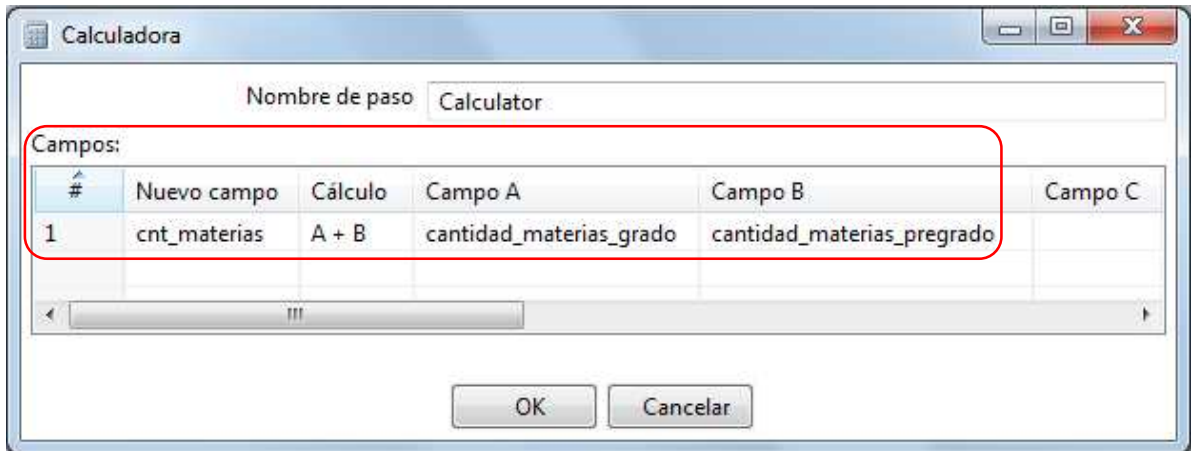 Calculadora
Nombre de paso Calculator
Campos:
# Nuevo campo Cálculo Campo A Campo B Campo C
1 cnt_materias A + B cantidad_materias_grado cantidad_materias_pregrado
OK Cancelar